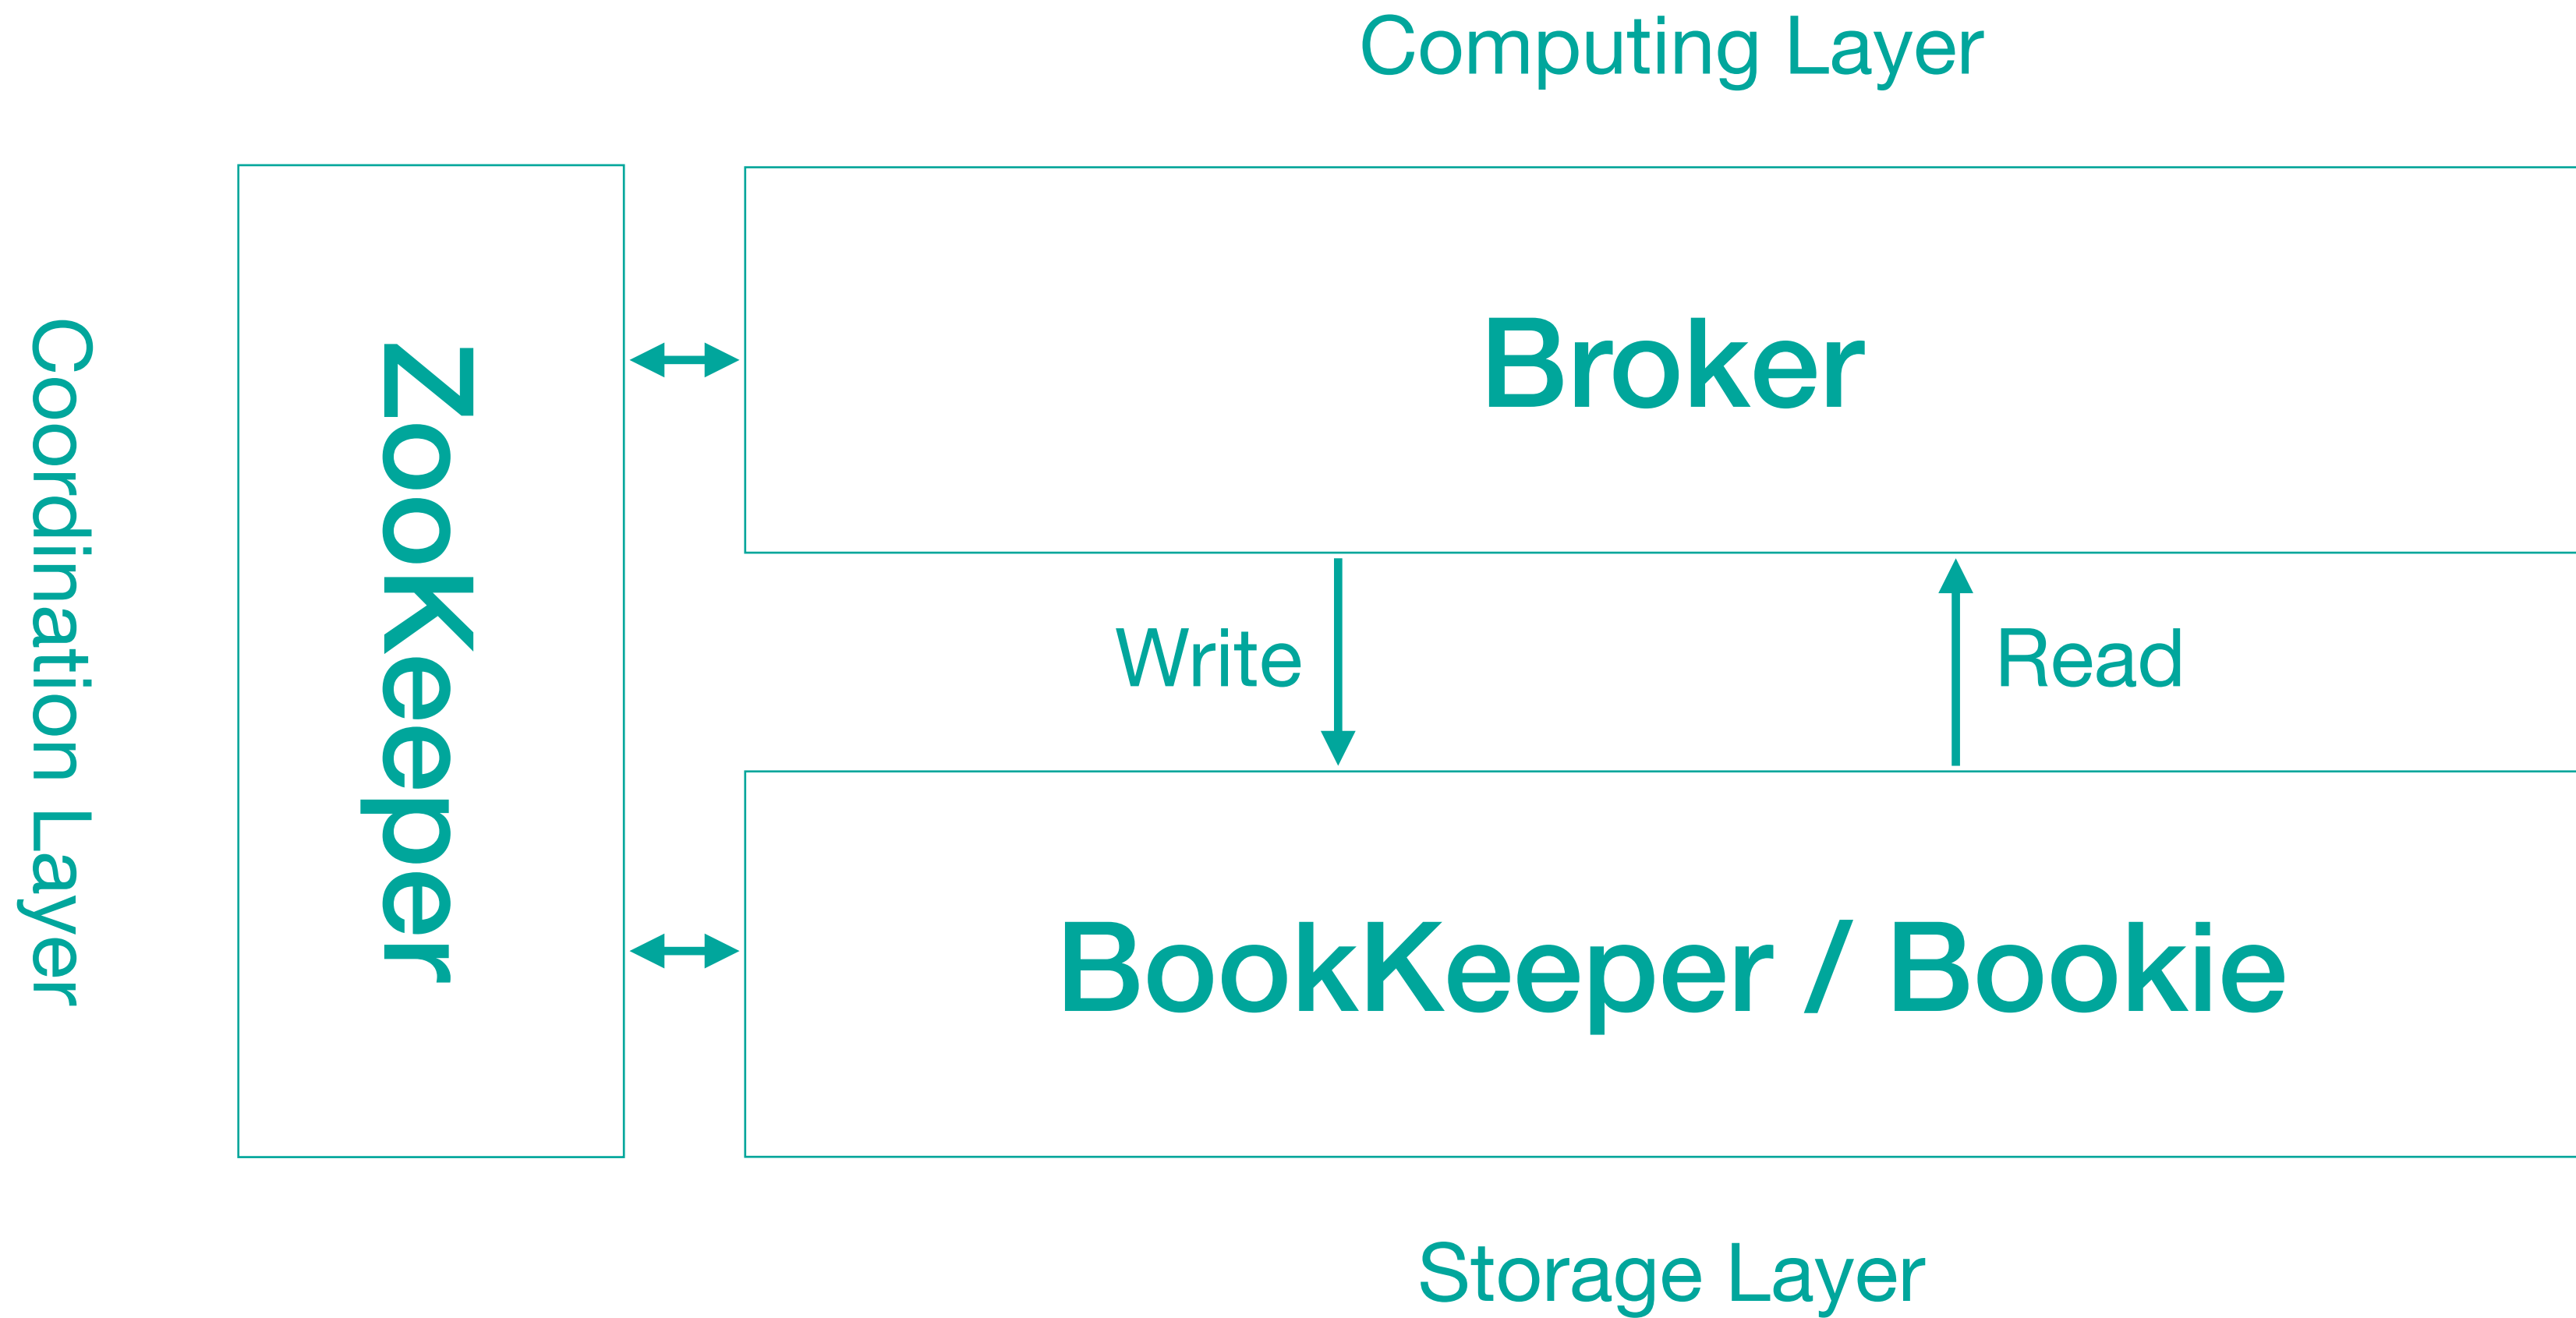 Computing Layer
Coordination Layer
ZooKeeper
Broker
Write
Read
BookKeeper / Bookie
Storage Layer